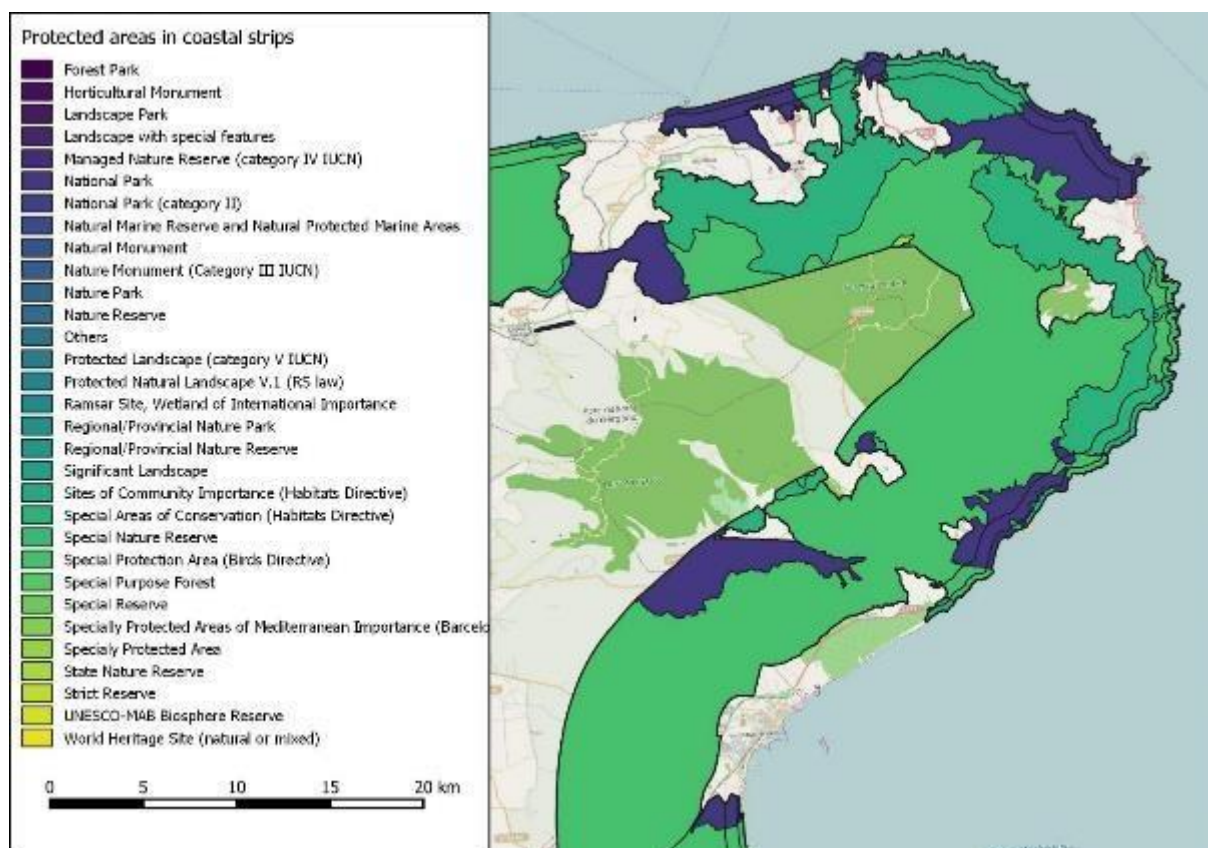 Protected areas in coastal strips
Forest Park
Horticultural Monument
Landscape Park
Landscape with special features
Managed Nature Reserve (category IV IUCN)
National Park
National Park (category II)
Natural Marine Reserve and Natural Protected Marine Areas
Natural Monument
Nature Monument (Category III IUCN)
Nature Park
Nature Reserve
Others
Protected Landscape (category V IUCN)
Protected Natural Landscape V.1 (RS law)
Ramsar Site, Wetland of International Importance
Regional/Provincial Nature Park
Regional/Provincial Nature Reserve
Significant Landscape
Sites of Community Importance (Habitats Directive)
Special Areas of Conservation (Habitats Directive)
Special Nature Reserve
Special Protection Area (Birds Directive)
Special Purpose Forest
Special Reserve
Specially Protected Areas of Mediterranean Importance (Barcelo
Specialy Protected Area
State Nature Reserve
Strict Reserve
UNESCO-MAB Biosphere Reserve
World Heritage Site (natural or mixed)
0 5 10 15 20 km